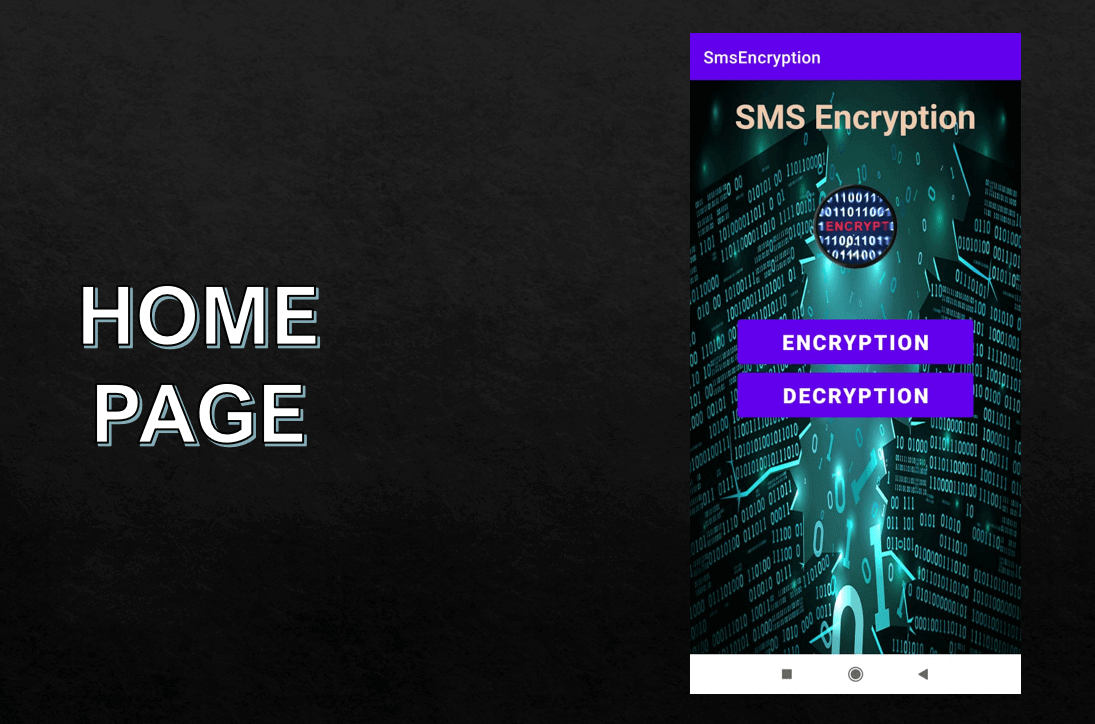 HOME
PAGE
SmsEncryption
SMS Encryption
ENCRYPT
ENCRYPTION
DECRYPTION